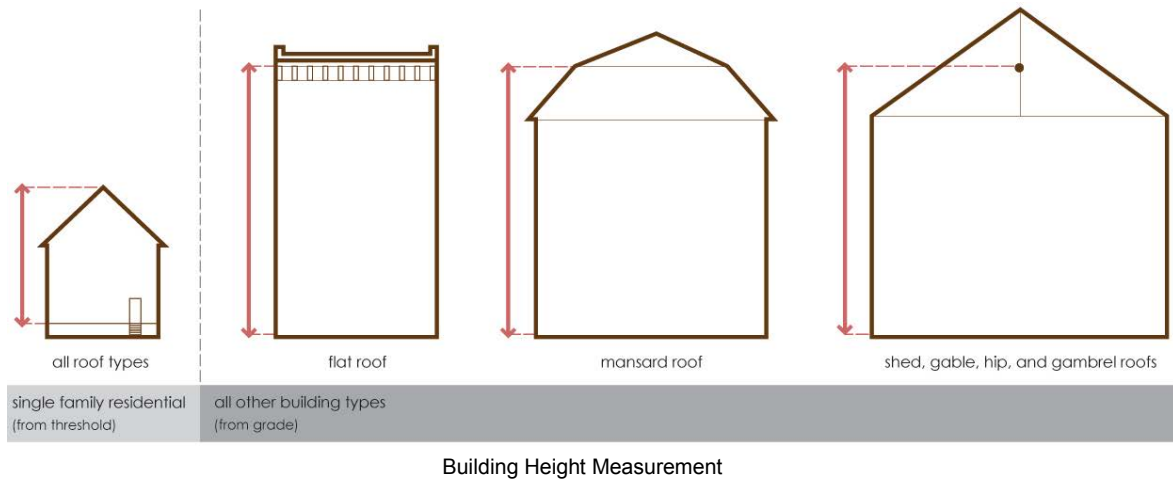 all roof types
flat roof
mansard roof
shed, gable, hip, and gambrel roofs
single family residential
(from threshold)
all other building types
(from grade)
Building Height Measurement